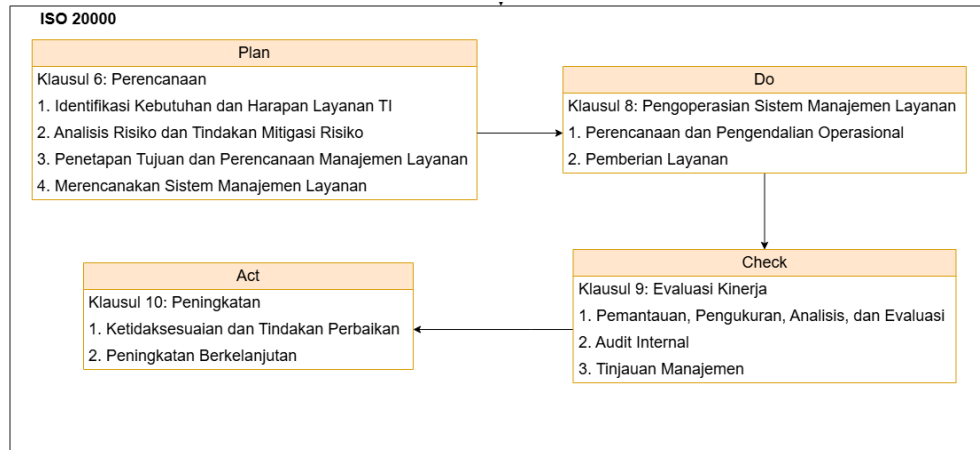 ISO 20000
Plan
Klausul 6: Perencanaan
1. Identifikasi Kebutuhan dan Harapan Layanan TI
2. Analisis Risiko dan Tindakan Mitigasi Risiko
3. Penetapan Tujuan dan Perencanaan Manajemen Layanan
4. Merencanakan Sistem Manajemen Layanan
Do
Klausul 8: Pengoperasian Sistem Manajemen Layanan
1. Perencanaan dan Pengendalian Operasional
2. Pemberian Layanan
Check
Klausul 9: Evaluasi Kinerja
1. Pemantauan, Pengukuran, Analisis, dan Evaluasi
2. Audit Internal
3. Tinjauan Manajemen
Act
Klausul 10: Peningkatan
1. Ketidaksesuaian dan Tindakan Perbaikan
2. Peningkatan Berkelanjutan